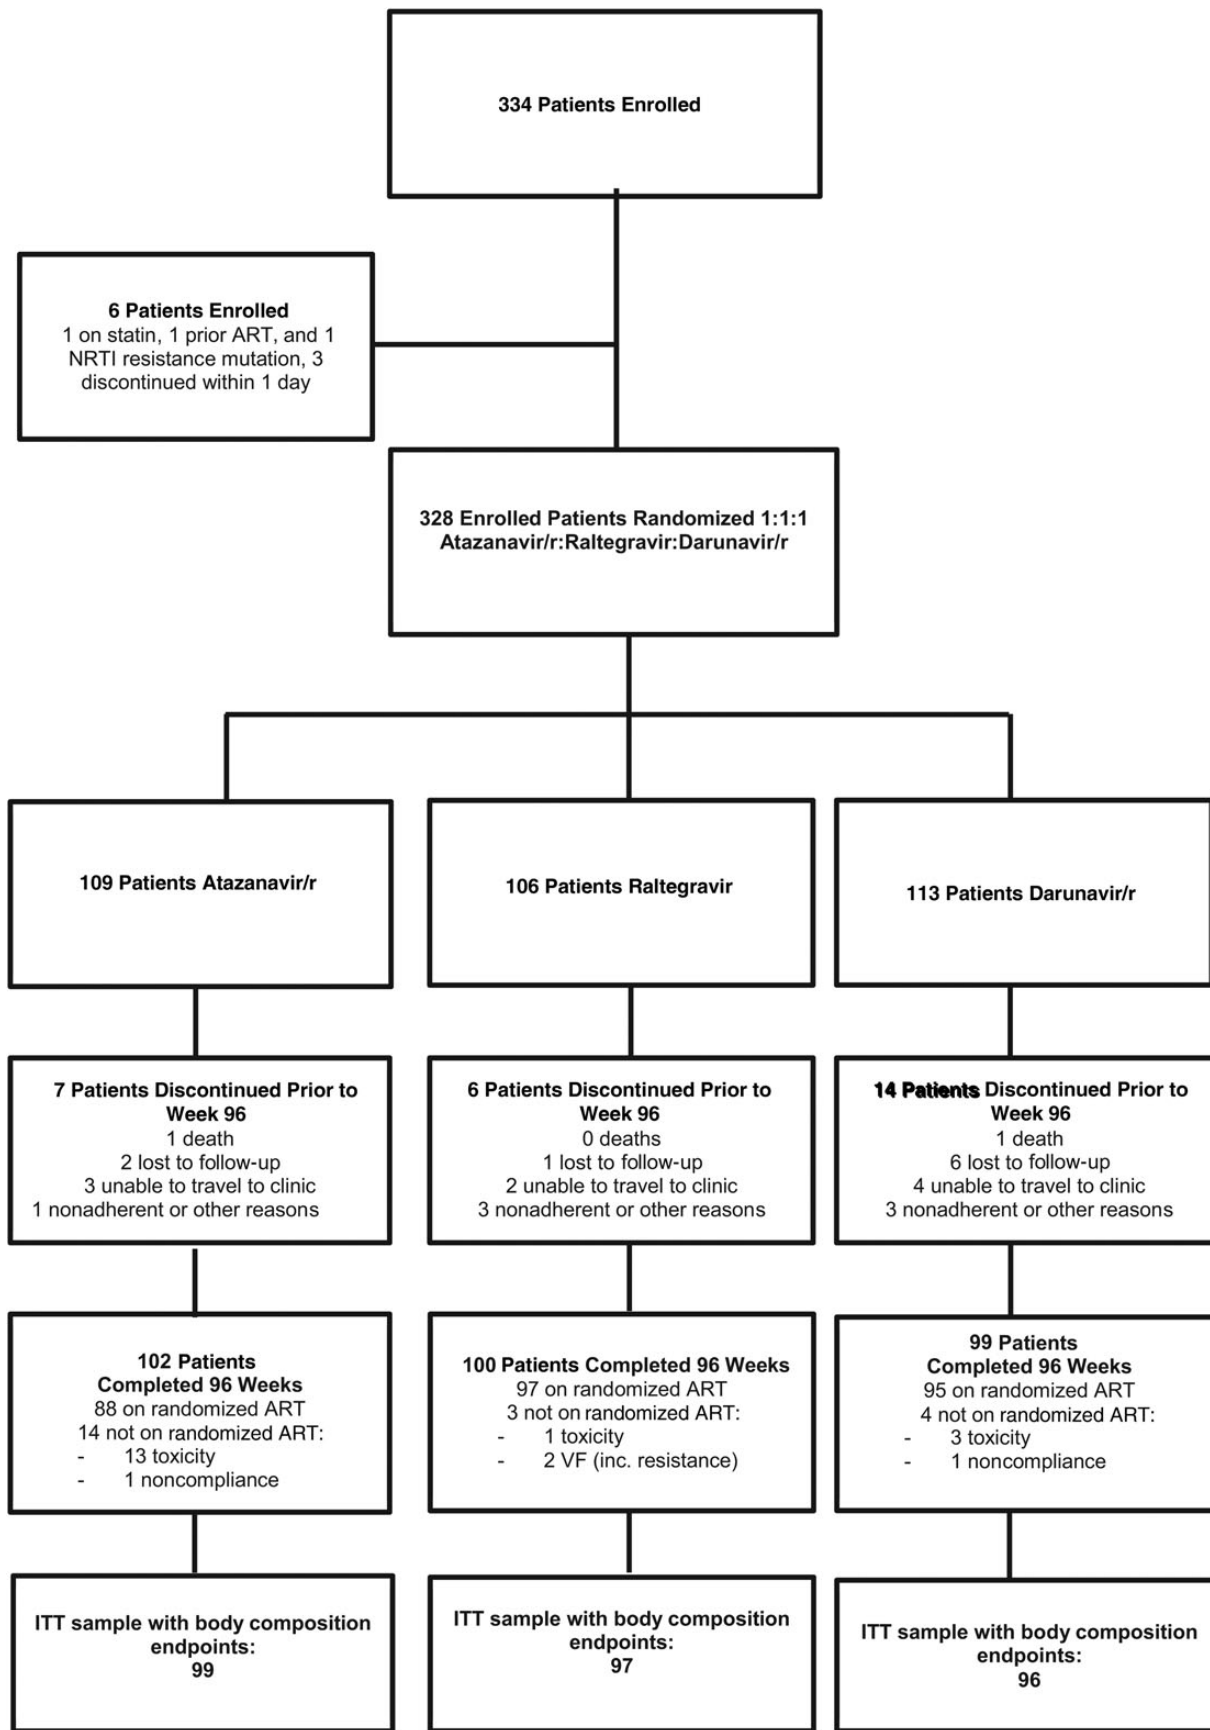 334 Patients Enrolled
6 Patients Enrolled
1 on statin, 1 prior ART, and 1
NRTI resistance mutation, 3
discontinued within 1 day
328 Enrolled Patients Randomized 1:1:1
Atazanavir/r:Raltegravir:Darunavir/r
109 Patients Atazanavir/r
106 Patients Raltegravir
113 Patients Darunavir/r
7 Patients Discontinued Prior to
Week 96
1 death
2 lost to follow-up
3 unable to travel to clinic
1 nonadherent or other reasons
6 Patients Discontinued Prior to
Week 96
0 deaths
1 lost to follow-up
2 unable to travel to clinic
3 nonadherent or other reasons
14 Patients Discontinued Prior to
Week 96
1 death
6 lost to follow-up
4 unable to travel to clinic
3 nonadherent or other reasons
102 Patients
Completed 96 Weeks
88 on randomized ART
14 not on randomized ART:
- 13 toxicity
- 1 noncompliance
100 Patients Completed 96 Weeks
97 on randomized ART
3 not on randomized ART:
- 1 toxicity
- 2 VF (inc. resistance)
99 Patients
Completed 96 Weeks
95 on randomized ART
4 not on randomized ART:
- 3 toxicity
- 1 noncompliance
ITT sample with body composition
endpoints:
99
ITT sample with body composition
endpoints:
97
ITT sample with body composition
endpoints:
96